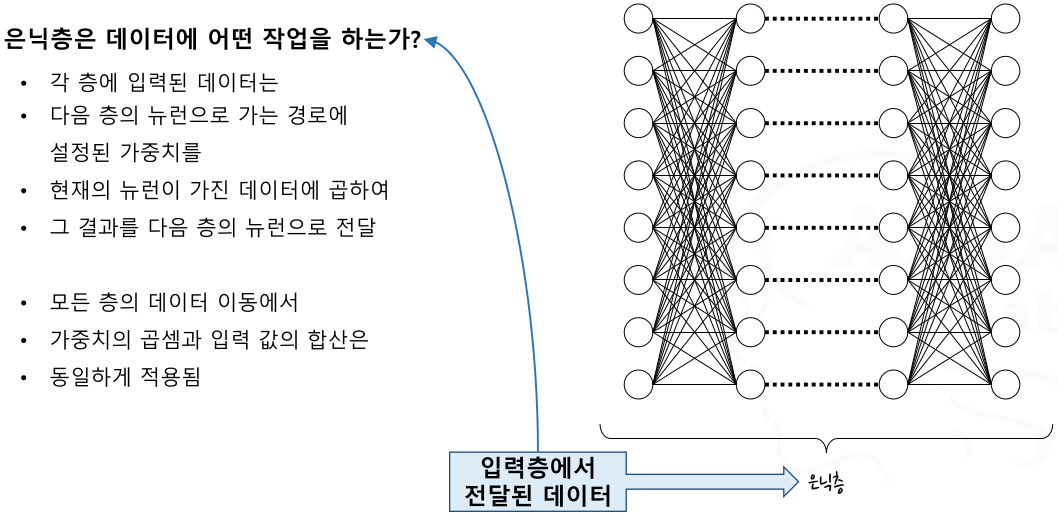 은닉층은 데이터에 어떤 작업을 하는가?
• 각 층에 입력된 데이터는
• 다음 층의 뉴런으로 가는 경로에
설정된 가중치를
• 현재의 뉴런이 가진 데이터에 곱하여
• 그 결과를 다음 층의 뉴런으로 전달
• 모든 층의 데이터 이동에서
• 가중치의 곱셈과 입력 값의 합산은
• 동일하게 적용됨
입력층에서
전달된 데이터
은닉층